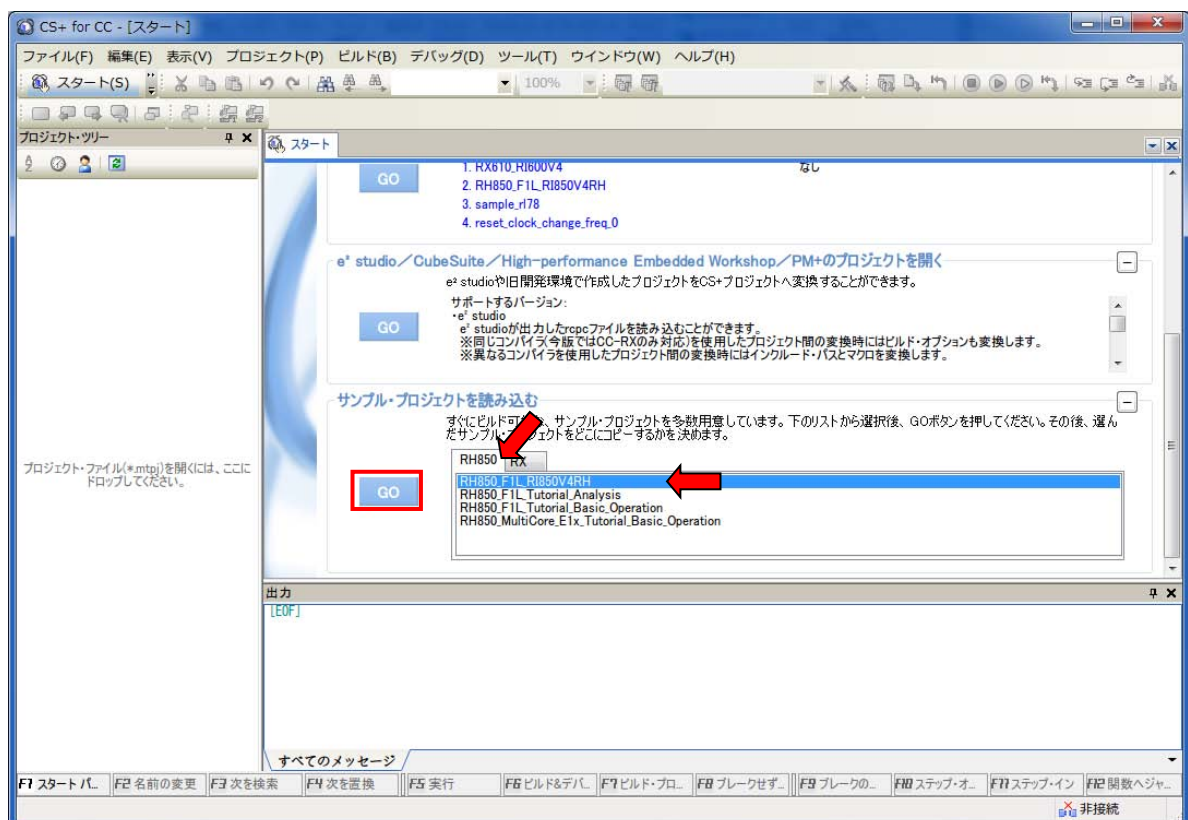 CS+ for CC - [スタート]
ファイル(F) 編集(E) 表示(V) プロジェクト(P) ビルド(B) デバッグ(D) ツール(T) ウインドウ(W) ヘルプ(H)
スタート(S) 100%
プロジェクト・ツリー
スタート
GO
1. RX610_RI600V4
なし
2. RH850_F1L_RI850V4RH
3. sample_rl78
4. reset_clock_change_freq_0
e² studio／CubeSuite／High-performance Embedded Workshop／PM+のプロジェクトを開く
e² studioや旧開発環境で作成したプロジェクトをCS+プロジェクトへ変換することができます。
サポートするバージョン:
・e² studio
GO
e² studioが出力したrcpcファイルを読み込むことができます。
※同じコンパイラ(今版ではCC-RXのみ対応)を使用したプロジェクト間の変換時にはビルド・オプションも変換します。
※異なるコンパイラを使用したプロジェクト間の変換時にはインクルード・パスとマクロを変換します。
サンプル・プロジェクトを読み込む
すぐにビルド可 、サンプル・プロジェクトを多数用意しています。下のリストから選択後、GOボタンを押してください。その後、選ん
だサンプル・ ジェクトをどこにコピーするかを決めます。
RH850 RX
GO
RH850_F1L_RI850V4RH
RH850_F1L_Tutorial_Analysis
RH850_F1L_Tutorial_Basic_Operation
RH850_MultiCore_E1x_Tutorial_Basic_Operation
プロジェクト・ファイル(*.mtpj)を開くには、ここに
ドロップしてください。
出力
[EOF]
すべてのメッセージ
F1 スタート パ... F2 名前の変更 F3 次を検索 F4 次を置換 F5 実行 F6 ビルド&デバ... F7 ビルド・プロ... F8 ブレークせず... F9 ブレークの... F10 ステップ・オ... F11 ステップ・イン F12 関数へジャ...
非接続